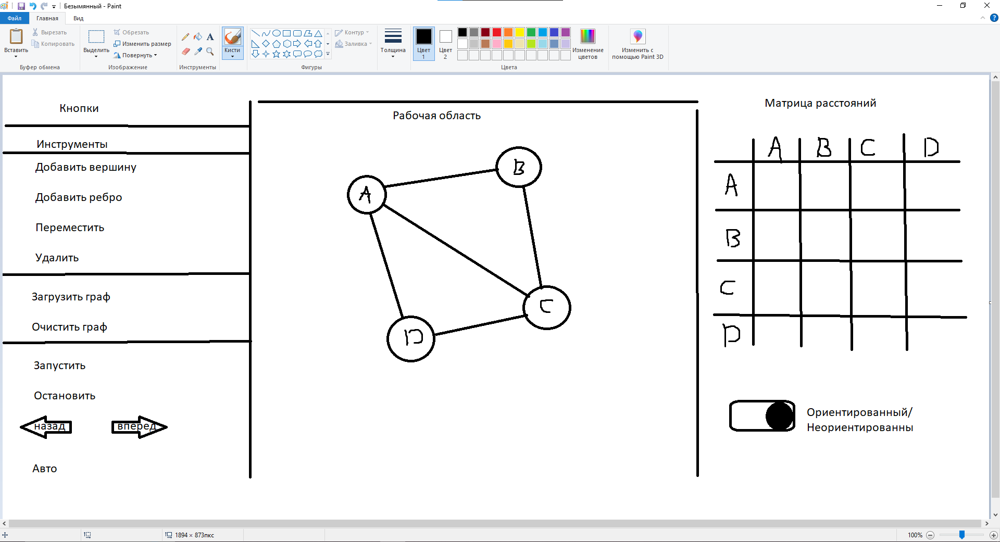 Безымянный - Paint
Файл Главная Вид
Вставить
Вырезать
Копировать
Буфер обмена
Выделить
Обрезать
Изменить размер
Повернуть
Изображение
A
Инструменты
Кисти
Контур
Заливка
Фигуры
Толщина
Цвет 1
Цвет 2
Изменение цветов
Цвета
Изменить с помощью Paint 3D
Кнопки
Инструменты
Добавить вершину
Добавить ребро
Переместить
Удалить
Загрузить граф
Очистить граф
Запустить
Остановить
назад вперед
Авто
Рабочая область
B
A
C
D
Матрица расстояний
A B C D
A
B
C
D
Ориентированный/
Неориентированны
1894 × 873пкс
100%